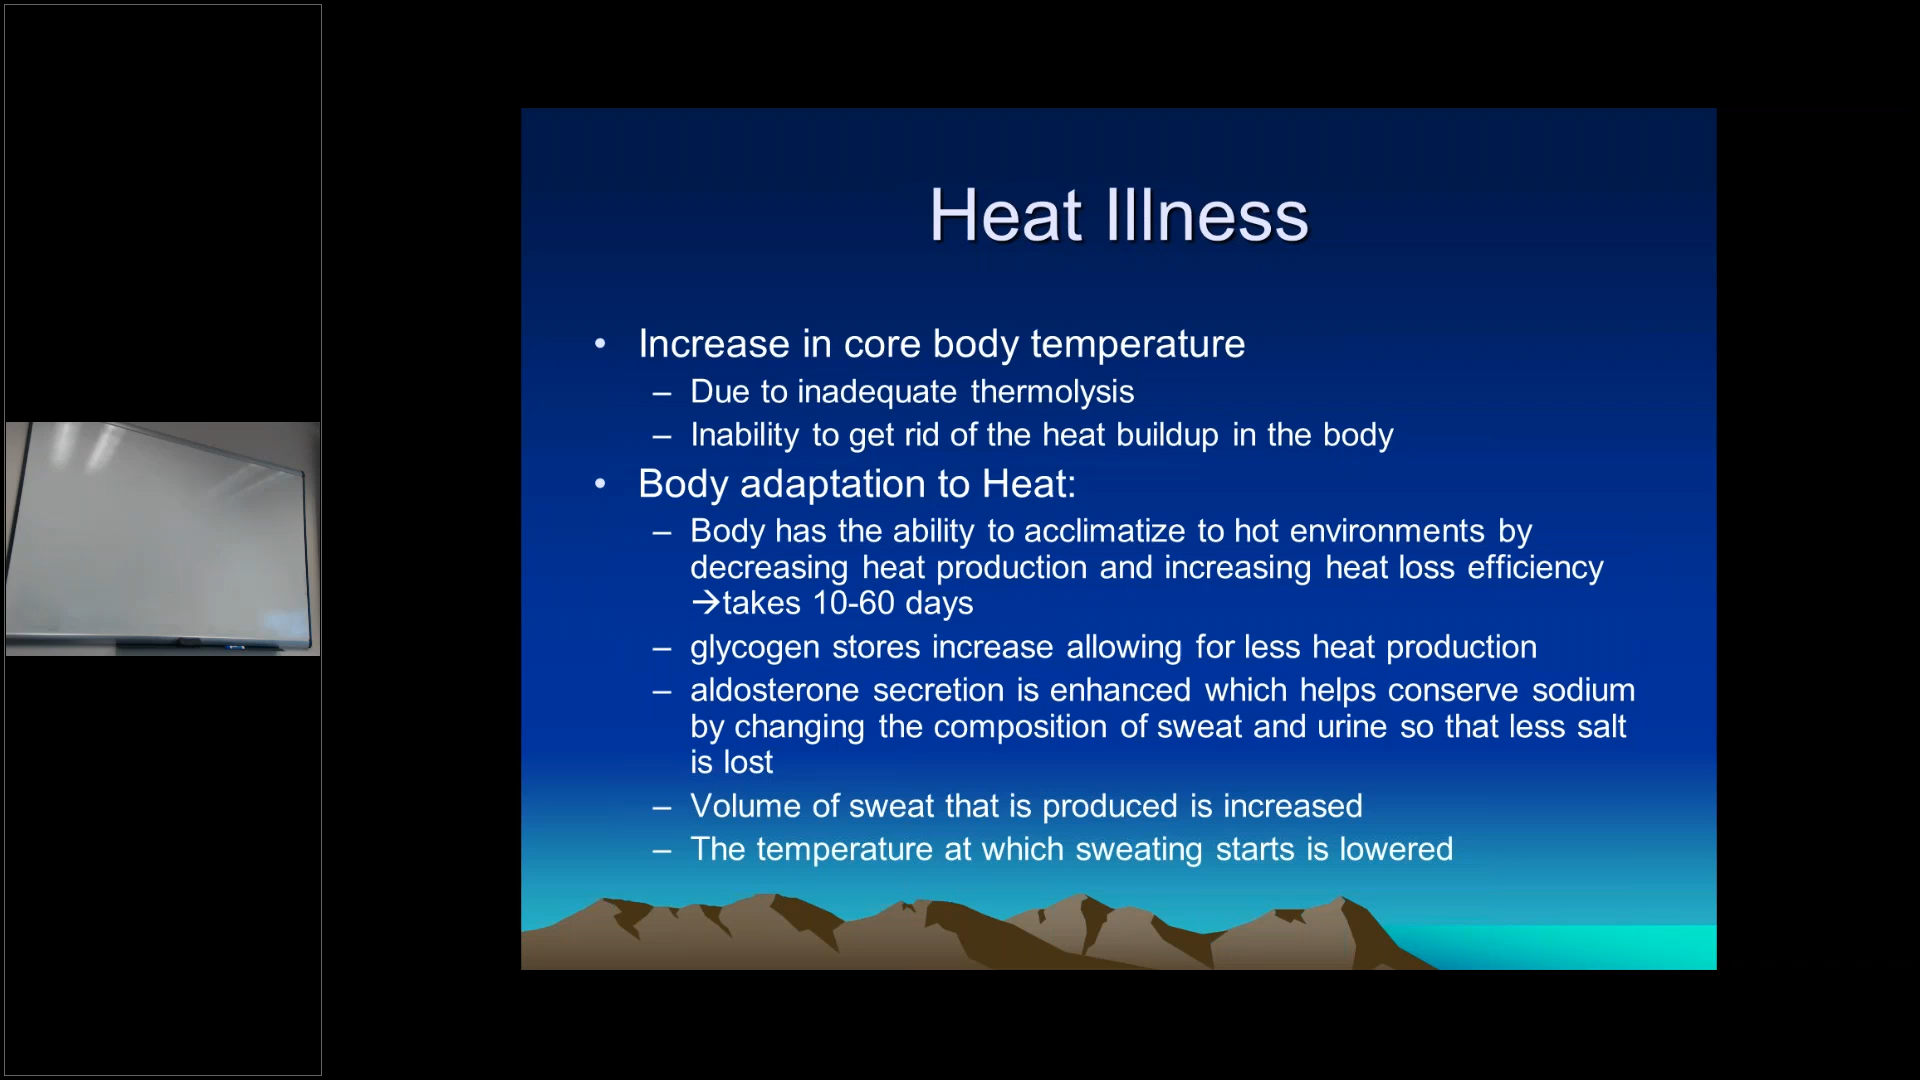 Heat Illness
• Increase in core body temperature
– Due to inadequate thermolysis
– Inability to get rid of the heat buildup in the body
• Body adaptation to Heat:
– Body has the ability to acclimatize to hot environments by
decreasing heat production and increasing heat loss efficiency
→takes 10-60 days
– glycogen stores increase allowing for less heat production
– aldosterone secretion is enhanced which helps conserve sodium
by changing the composition of sweat and urine so that less salt
is lost
– Volume of sweat that is produced is increased
– The temperature at which sweating starts is lowered